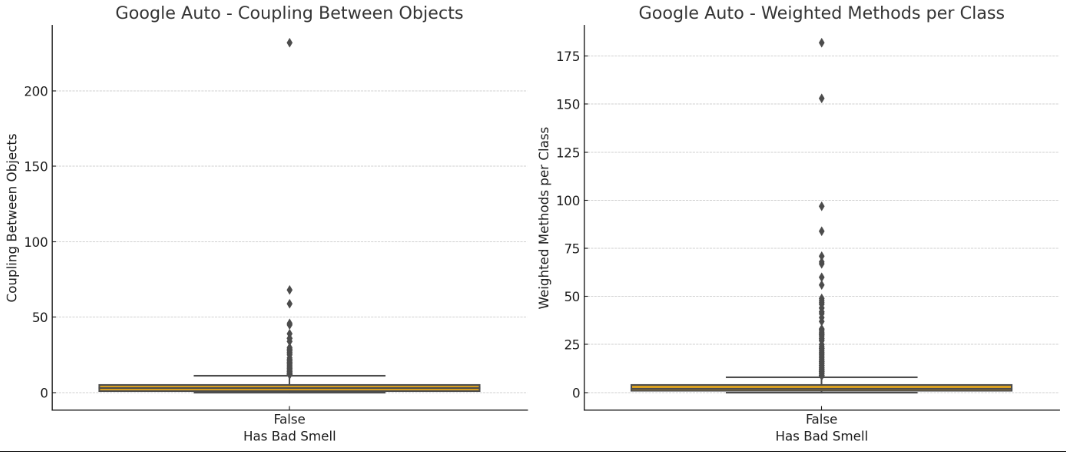 Google Auto - Coupling Between Objects
Coupling Between Objects
200
150
100
50
0
False
Has Bad Smell
Google Auto - Weighted Methods per Class
Weighted Methods per Class
175
150
125
100
75
50
25
0
False
Has Bad Smell